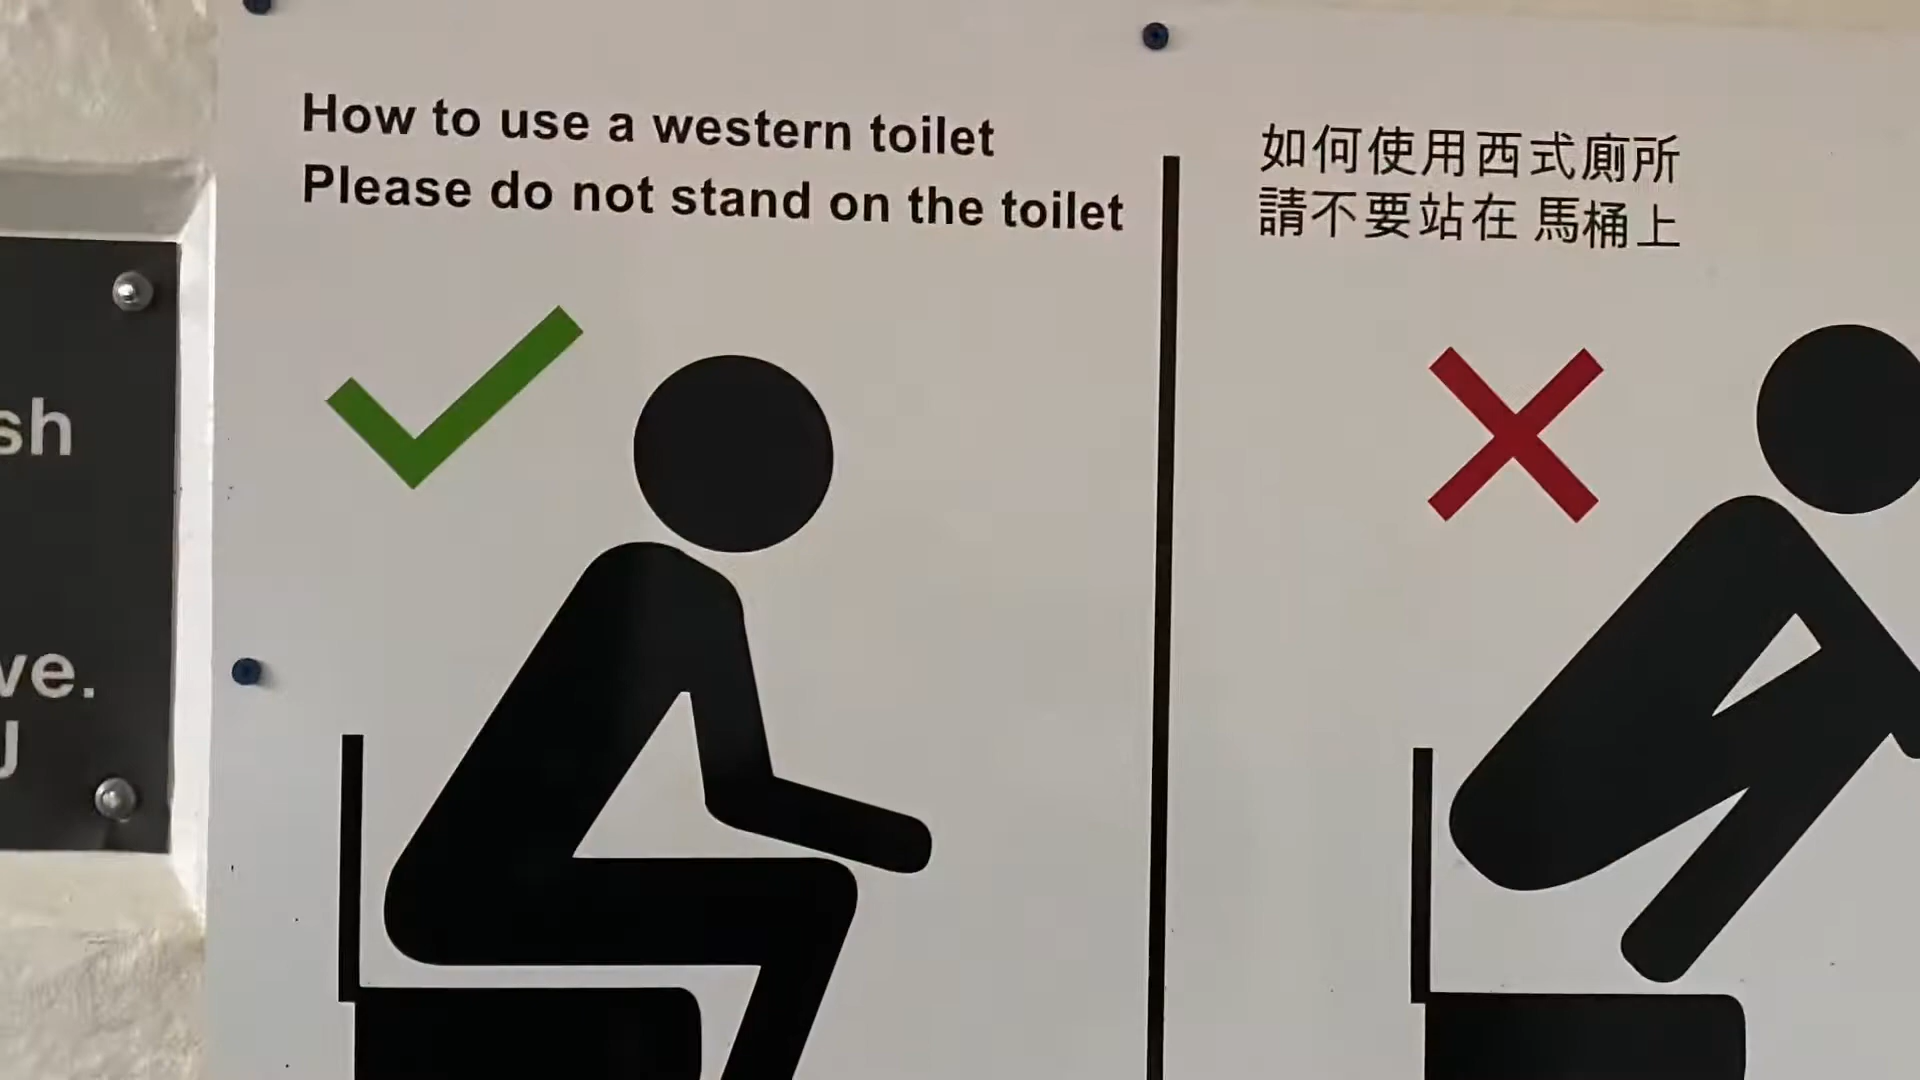 How to use a western toilet
Please do not stand on the toilet
如何使用西式廁所
請不要站在 馬桶上
sh
ve.